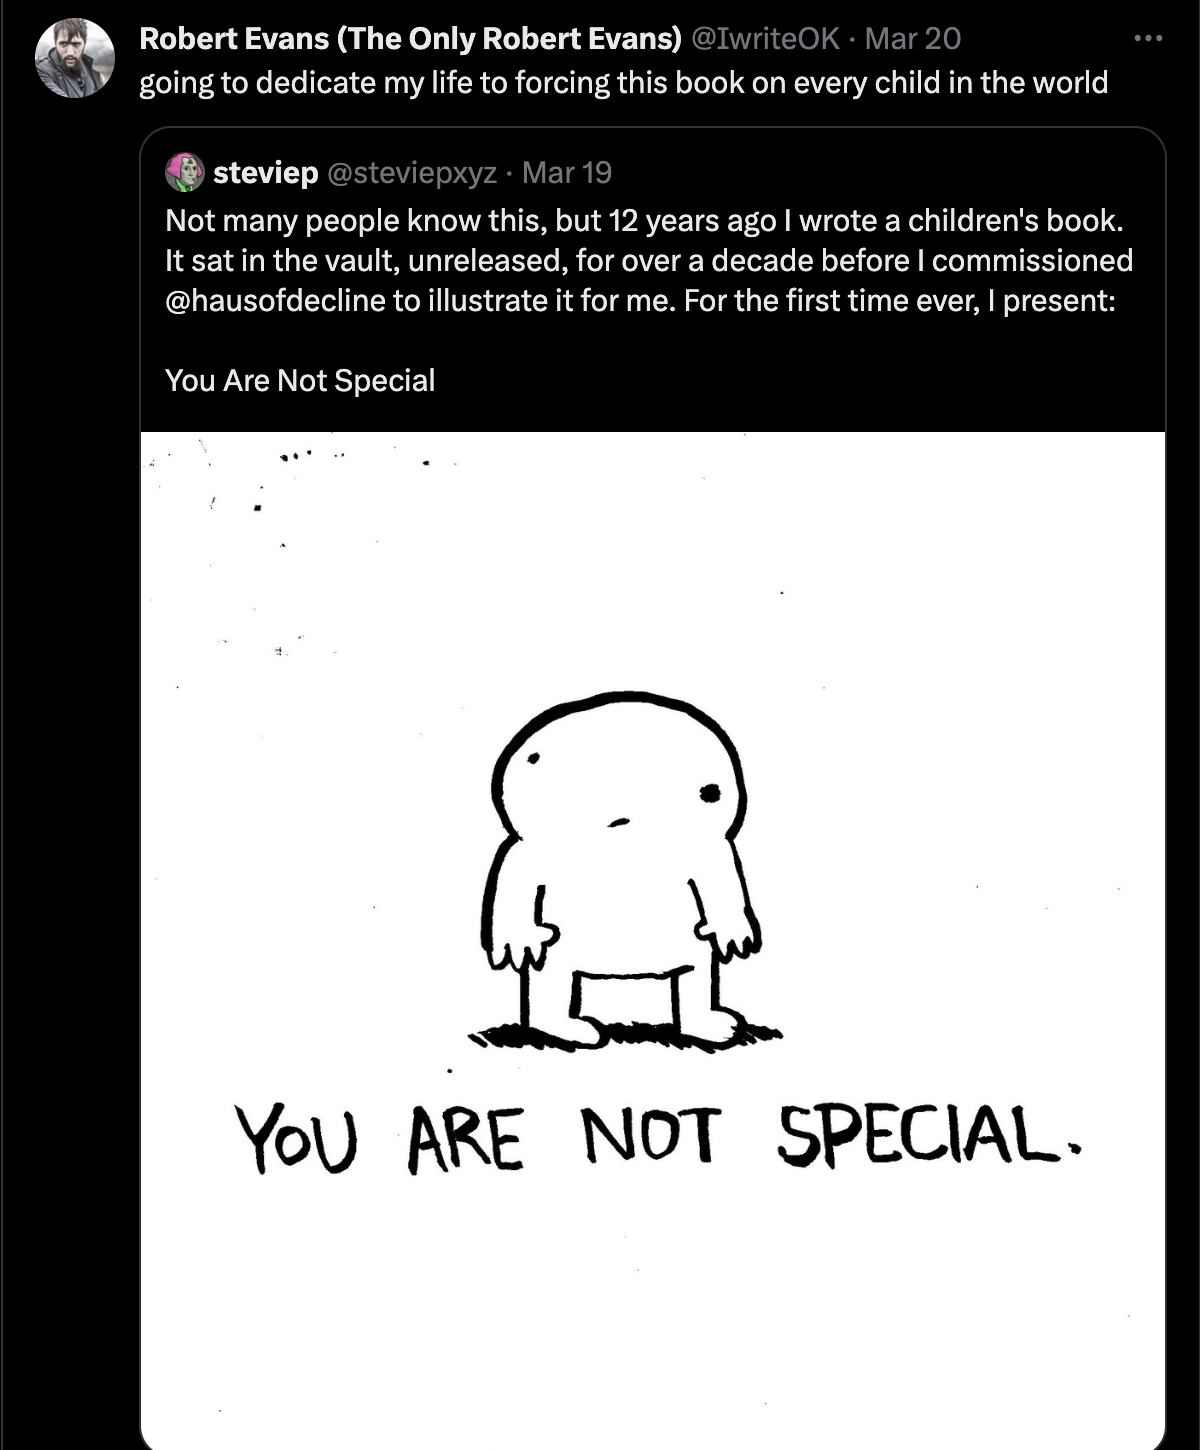 Robert Evans (The Only Robert Evans) @IwriteOK · Mar 20
going to dedicate my life to forcing this book on every child in the world
steviep @steviepxyz · Mar 19
Not many people know this, but 12 years ago I wrote a children's book.
It sat in the vault, unreleased, for over a decade before I commissioned
@hausofdecline to illustrate it for me. For the first time ever, I present:
You Are Not Special
YOU ARE NOT SPECIAL.